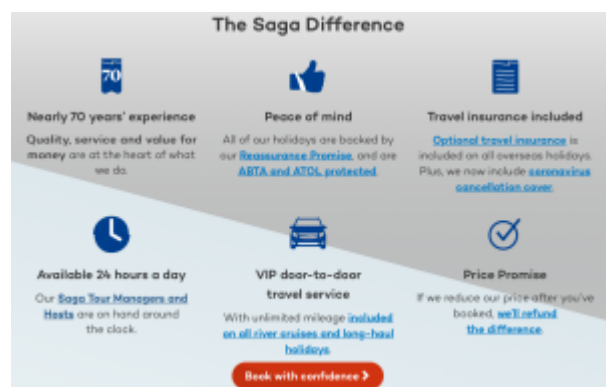 The Saga Difference
70
Nearly 70 years' experience
Quality, service and value for
money are at the heart of what
we do.
Peace of mind
All of our holidays are backed by
our Reassurance Promise, and are
ABTA and ATOL protected.
Travel insurance included
Optional travel insurance is
included on all overseas holidays.
Plus, we now include coronavirus
cancellation cover.
Available 24 hours a day
Our Saga Tour Managers and
Hosts are on hand around
the clock.
VIP door-to-door
travel service
With unlimited mileage included
on all river cruises and long-haul
holidays.
Price Promise
If we reduce our price after you've
booked, we'll refund
the difference.
Book with confidence